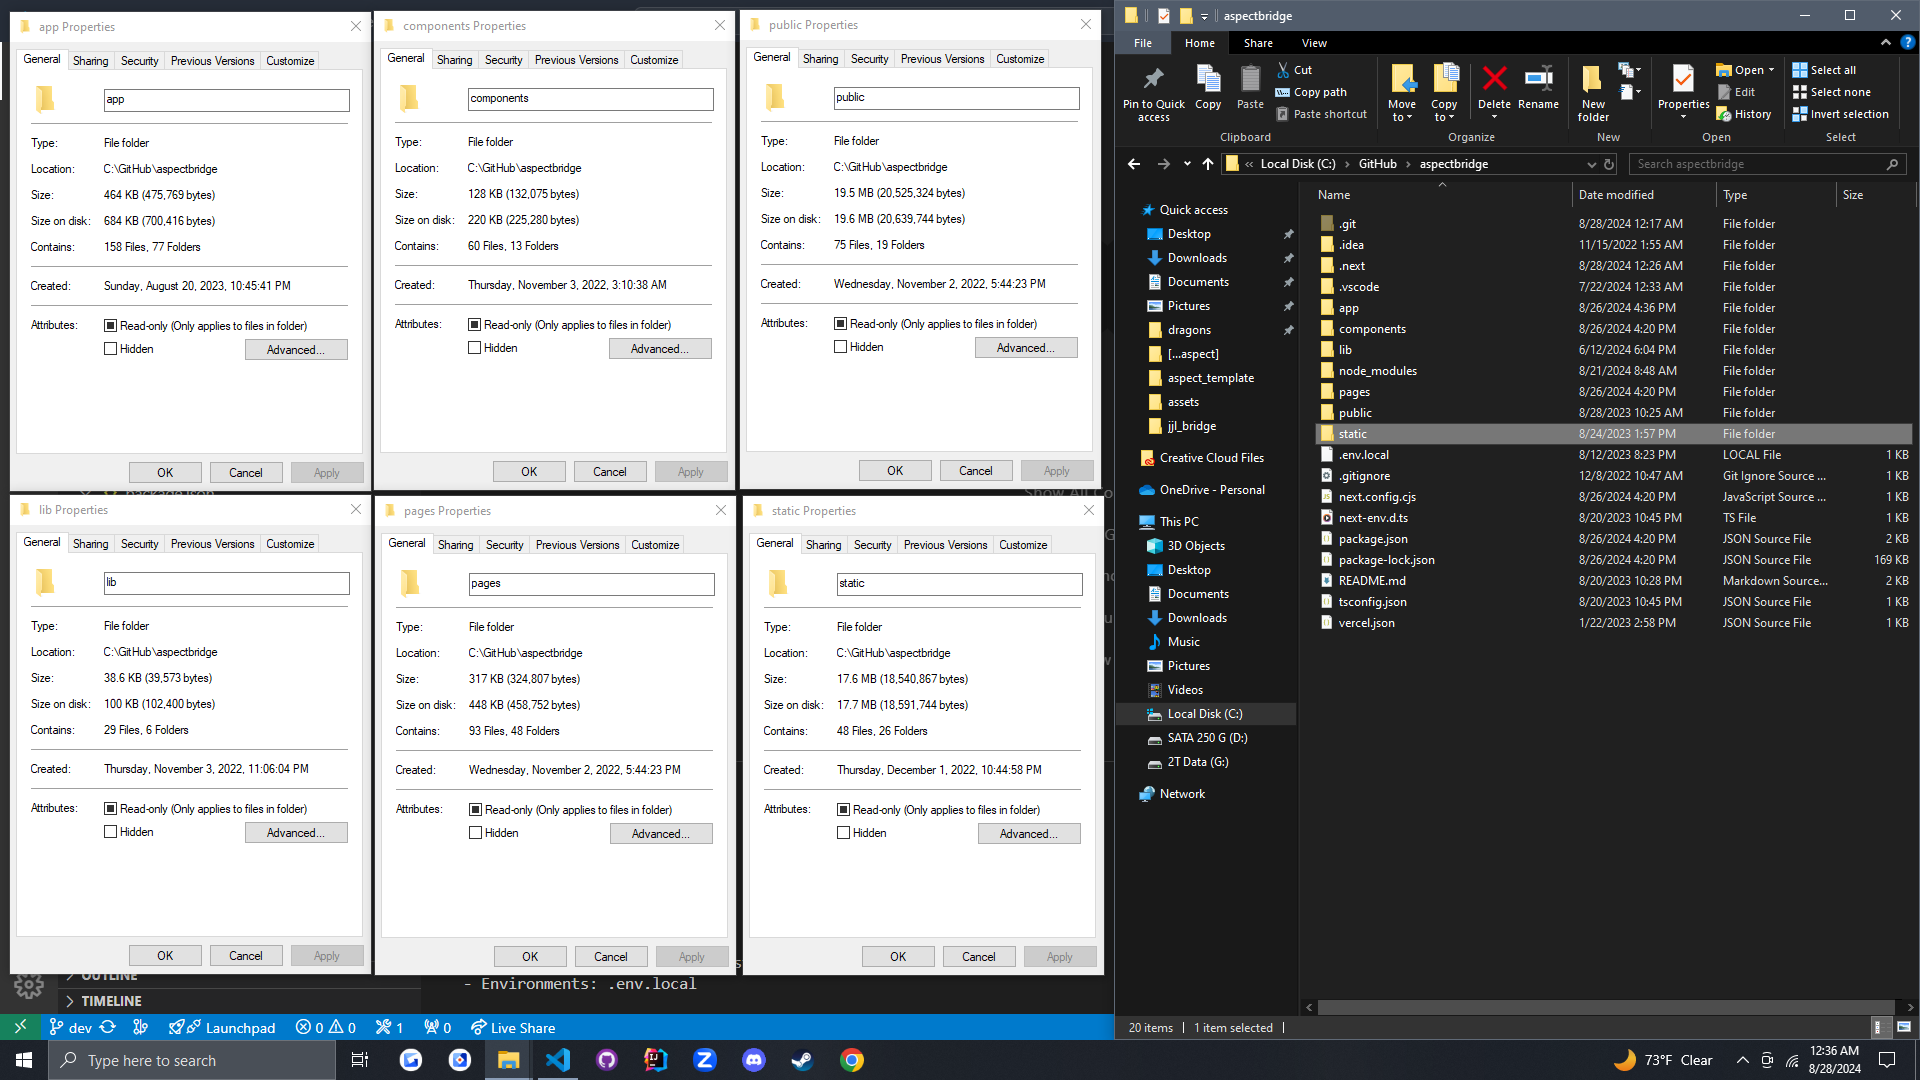 app Properties
General Sharing Security Previous Versions Customize
app
Type: File folder
Location: C:\GitHub\aspectbridge
Size: 464 KB (475,769 bytes)
Size on disk: 684 KB (700,416 bytes)
Contains: 158 Files, 77 Folders
Created: Sunday, August 20, 2023, 10:45:41 PM
Attributes: Read-only (Only applies to files in folder)
Hidden Advanced...
OK Cancel Apply
components Properties
General Sharing Security Previous Versions Customize
components
Type: File folder
Location: C:\GitHub\aspectbridge
Size: 128 KB (132,075 bytes)
Size on disk: 220 KB (225,280 bytes)
Contains: 60 Files, 13 Folders
Created: Thursday, November 3, 2022, 3:10:38 AM
Attributes: Read-only (Only applies to files in folder)
Hidden Advanced...
OK Cancel Apply
public Properties
General Sharing Security Previous Versions Customize
public
Type: File folder
Location: C:\GitHub\aspectbridge
Size: 19.5 MB (20,525,324 bytes)
Size on disk: 19.6 MB (20,639,744 bytes)
Contains: 75 Files, 19 Folders
Created: Wednesday, November 2, 2022, 5:44:23 PM
Attributes: Read-only (Only applies to files in folder)
Hidden Advanced...
OK Cancel Apply
lib Properties
General Sharing Security Previous Versions Customize
lib
Type: File folder
Location: C:\GitHub\aspectbridge
Size: 38.6 KB (39,573 bytes)
Size on disk: 100 KB (102,400 bytes)
Contains: 29 Files, 6 Folders
Created: Thursday, November 3, 2022, 11:06:04 PM
Attributes: Read-only (Only applies to files in folder)
Hidden Advanced...
OK Cancel Apply
pages Properties
General Sharing Security Previous Versions Customize
pages
Type: File folder
Location: C:\GitHub\aspectbridge
Size: 317 KB (324,807 bytes)
Size on disk: 448 KB (458,752 bytes)
Contains: 93 Files, 48 Folders
Created: Wednesday, November 2, 2022, 5:44:23 PM
Attributes: Read-only (Only applies to files in folder)
Hidden Advanced...
OK Cancel Apply
static Properties
General Sharing Security Previous Versions Customize
static
Type: File folder
Location: C:\GitHub\aspectbridge
Size: 17.6 MB (18,540,867 bytes)
Size on disk: 17.7 MB (18,591,744 bytes)
Contains: 48 Files, 26 Folders
Created: Thursday, December 1, 2022, 10:44:58 PM
Attributes: Read-only (Only applies to files in folder)
Hidden Advanced...
OK Cancel Apply
OUTLINE
- Environments: .env.local
TIMELINE
dev Launchpad 0 0 1 0 Live Share
aspectbridge
File Home Share View
Pin to Quick access
Copy
Paste
Cut
Copy path
Paste shortcut
Move to
Copy to
Delete
Rename
New folder
Properties
Open
Edit
History
Select all
Select none
Invert selection
Clipboard Organize New Open Select
« Local Disk (C:) › GitHub › aspectbridge
Search aspectbridge
Quick access
Desktop
Downloads
Documents
Pictures
dragons
[...aspect]
aspect_template
assets
jjl_bridge
Creative Cloud Files
OneDrive - Personal
This PC
3D Objects
Desktop
Documents
Downloads
Music
Pictures
Videos
Local Disk (C:)
SATA 250 G (D:)
2T Data (G:)
Network
Name Date modified Type Size
.git 8/28/2024 12:17 AM File folder
.idea 11/15/2022 1:55 AM File folder
.next 8/28/2024 12:26 AM File folder
.vscode 7/22/2024 12:33 AM File folder
app 8/26/2024 4:36 PM File folder
components 8/26/2024 4:20 PM File folder
lib 6/12/2024 6:04 PM File folder
node_modules 8/21/2024 8:48 AM File folder
pages 8/26/2024 4:20 PM File folder
public 8/28/2023 10:25 AM File folder
static 8/24/2023 1:57 PM File folder
.env.local 8/12/2023 8:23 PM LOCAL File 1 KB
.gitignore 12/8/2022 10:47 AM Git Ignore Source ... 1 KB
next.config.cjs 8/26/2024 4:20 PM JavaScript Source ... 1 KB
next-env.d.ts 8/20/2023 10:45 PM TS File 1 KB
package.json 8/26/2024 4:20 PM JSON Source File 2 KB
package-lock.json 8/26/2024 4:20 PM JSON Source File 169 KB
README.md 8/20/2023 10:28 PM Markdown Source... 2 KB
tsconfig.json 8/20/2023 10:45 PM JSON Source File 1 KB
vercel.json 1/22/2023 2:58 PM JSON Source File 1 KB
20 items 1 item selected
Type here to search
73°F Clear
12:36 AM
8/28/2024